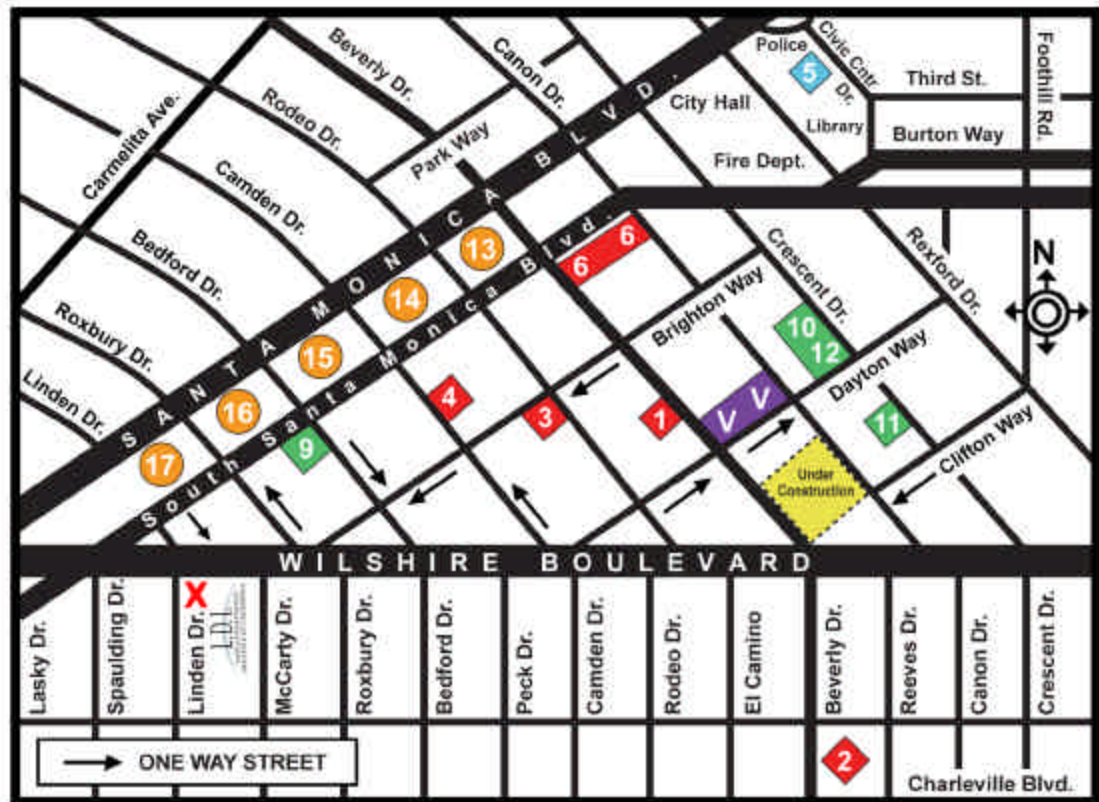 Beverly Dr.
Canon Dr.
Police
Civic Cntr. Dr.
5
Third St.
Foothill Rd.
Rodeo Dr.
City Hall
Library
Burton Way
Carmelita Ave.
Park Way
Fire Dept.
Camden Dr.
SANTA MONICA BLVD.
South Santa Monica Blvd.
Bedford Dr.
13
6
6
Crescent Dr.
Rexford Dr.
N
14
Brighton Way
Roxbury Dr.
15
10
12
Dayton Way
Linden Dr.
16
4
3
1
V V
11
17
9
Clifton Way
Under
Construction
WILSHIRE BOULEVARD
X
LDI
Lasky Dr.
Spaulding Dr.
Linden Dr.
McCarty Dr.
Roxbury Dr.
Bedford Dr.
Peck Dr.
Camden Dr.
Rodeo Dr.
El Camino
Beverly Dr.
Reeves Dr.
Canon Dr.
Crescent Dr.
ONE WAY STREET
2
Charleville Blvd.